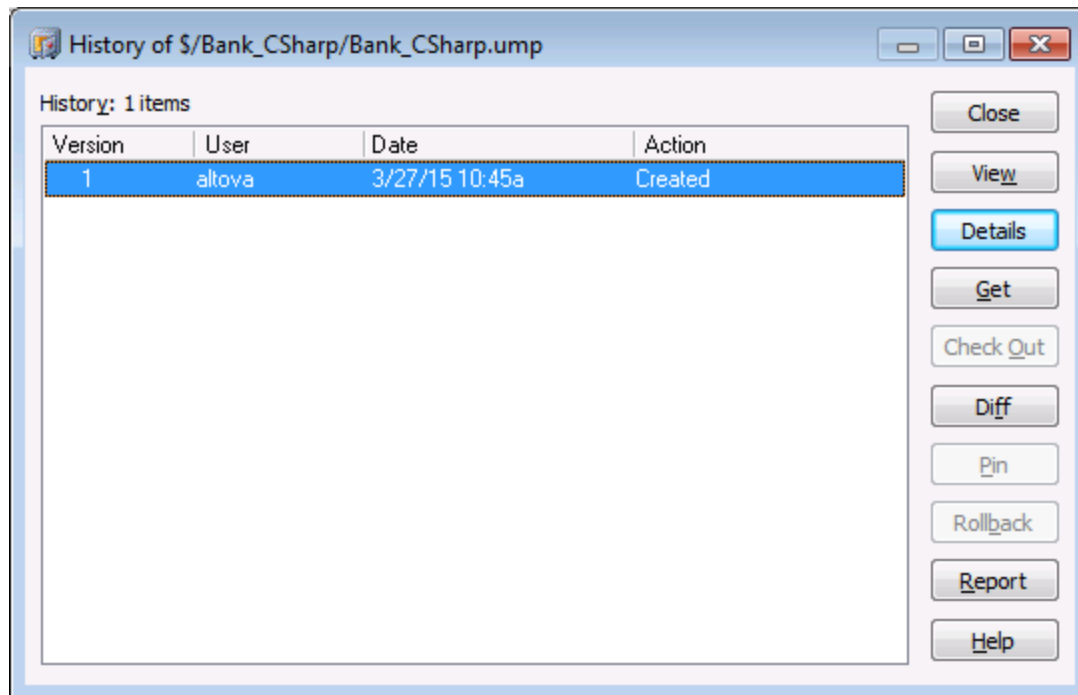 History of $/Bank_CSharp/Bank_CSharp.ump
History: 1 items
Version User Date Action
1 altova 3/27/15 10:45a Created
Close
View
Details
Get
Check Out
Diff
Pin
Rollback
Report
Help